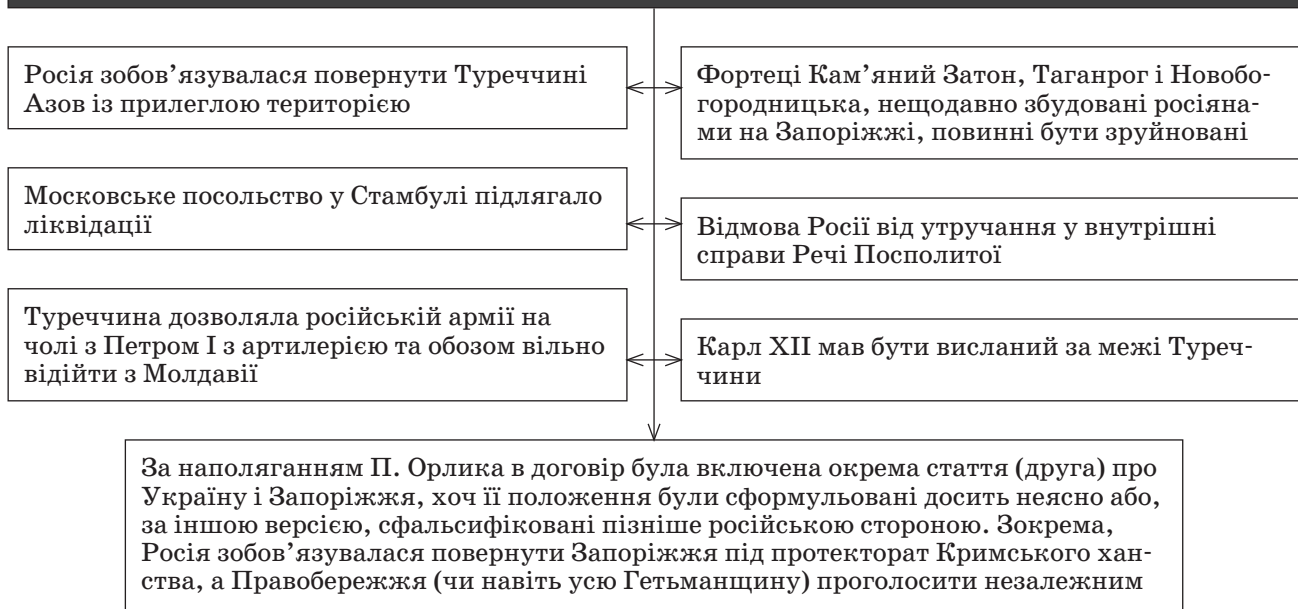 Росія зобов’язувалася повернути Туреччині
Азов із прилеглою територією
Фортеці Кам’яний Затон, Таганрог і Новобо-
городницька, нещодавно збудовані росіяна-
ми на Запоріжжі, повинні бути зруйновані
Московське посольство у Стамбулі підлягало
ліквідації
Відмова Росії від утручання у внутрішні
справи Речі Посполитої
Туреччина дозволяла російській армії на
чолі з Петром I з артилерією та обозом вільно
відійти з Молдавії
Карл XII мав бути висланий за межі Туреч-
чини
За наполяганням П. Орлика в договір була включена окрема стаття (друга) про
Україну і Запоріжжя, хоч її положення були сформульовані досить неясно або,
за іншою версією, сфальсифіковані пізніше російською стороною. Зокрема,
Росія зобов’язувалася повернути Запоріжжя під протекторат Кримського хан-
ства, а Правобережжя (чи навіть усю Гетьманщину) проголосити незалежним